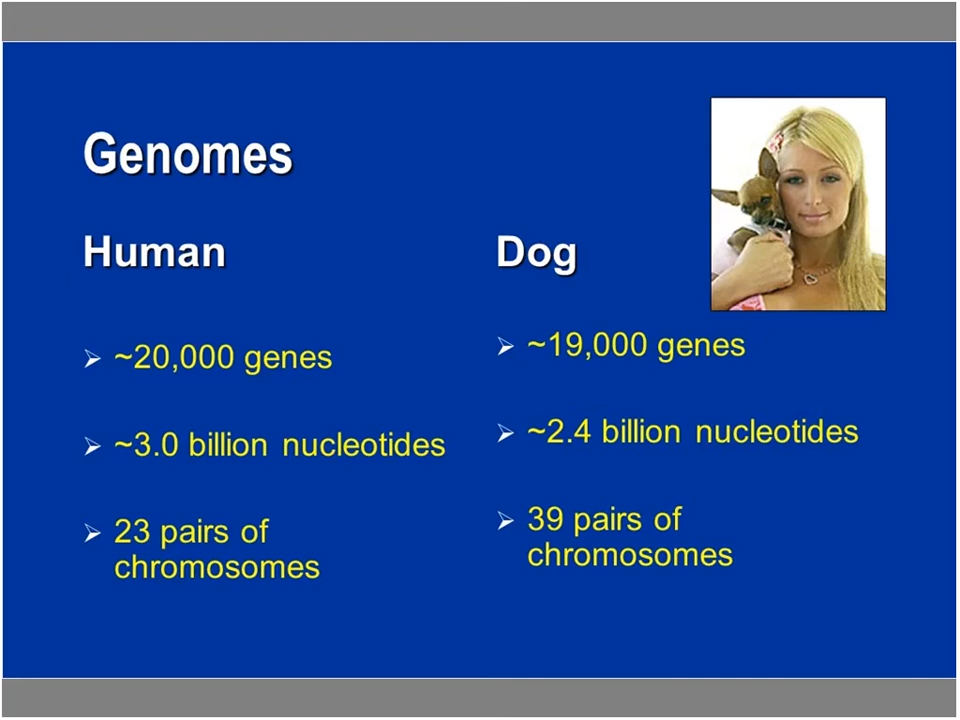 Genomes
Human
~20,000 genes
~3.0 billion nucleotides
23 pairs of
chromosomes
Dog
~19,000 genes
~2.4 billion nucleotides
39 pairs of
chromosomes